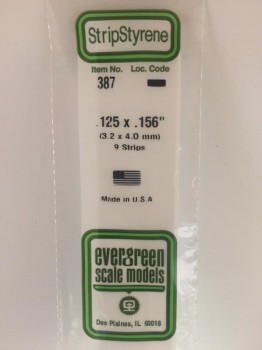 StripStyrene
Item No. Loc. Code
387
.125 x .156"
(3.2 x 4.0 mm)
9 Strips
Made in U.S.A
evergreen
scale models
Des Plaines, IL 60018